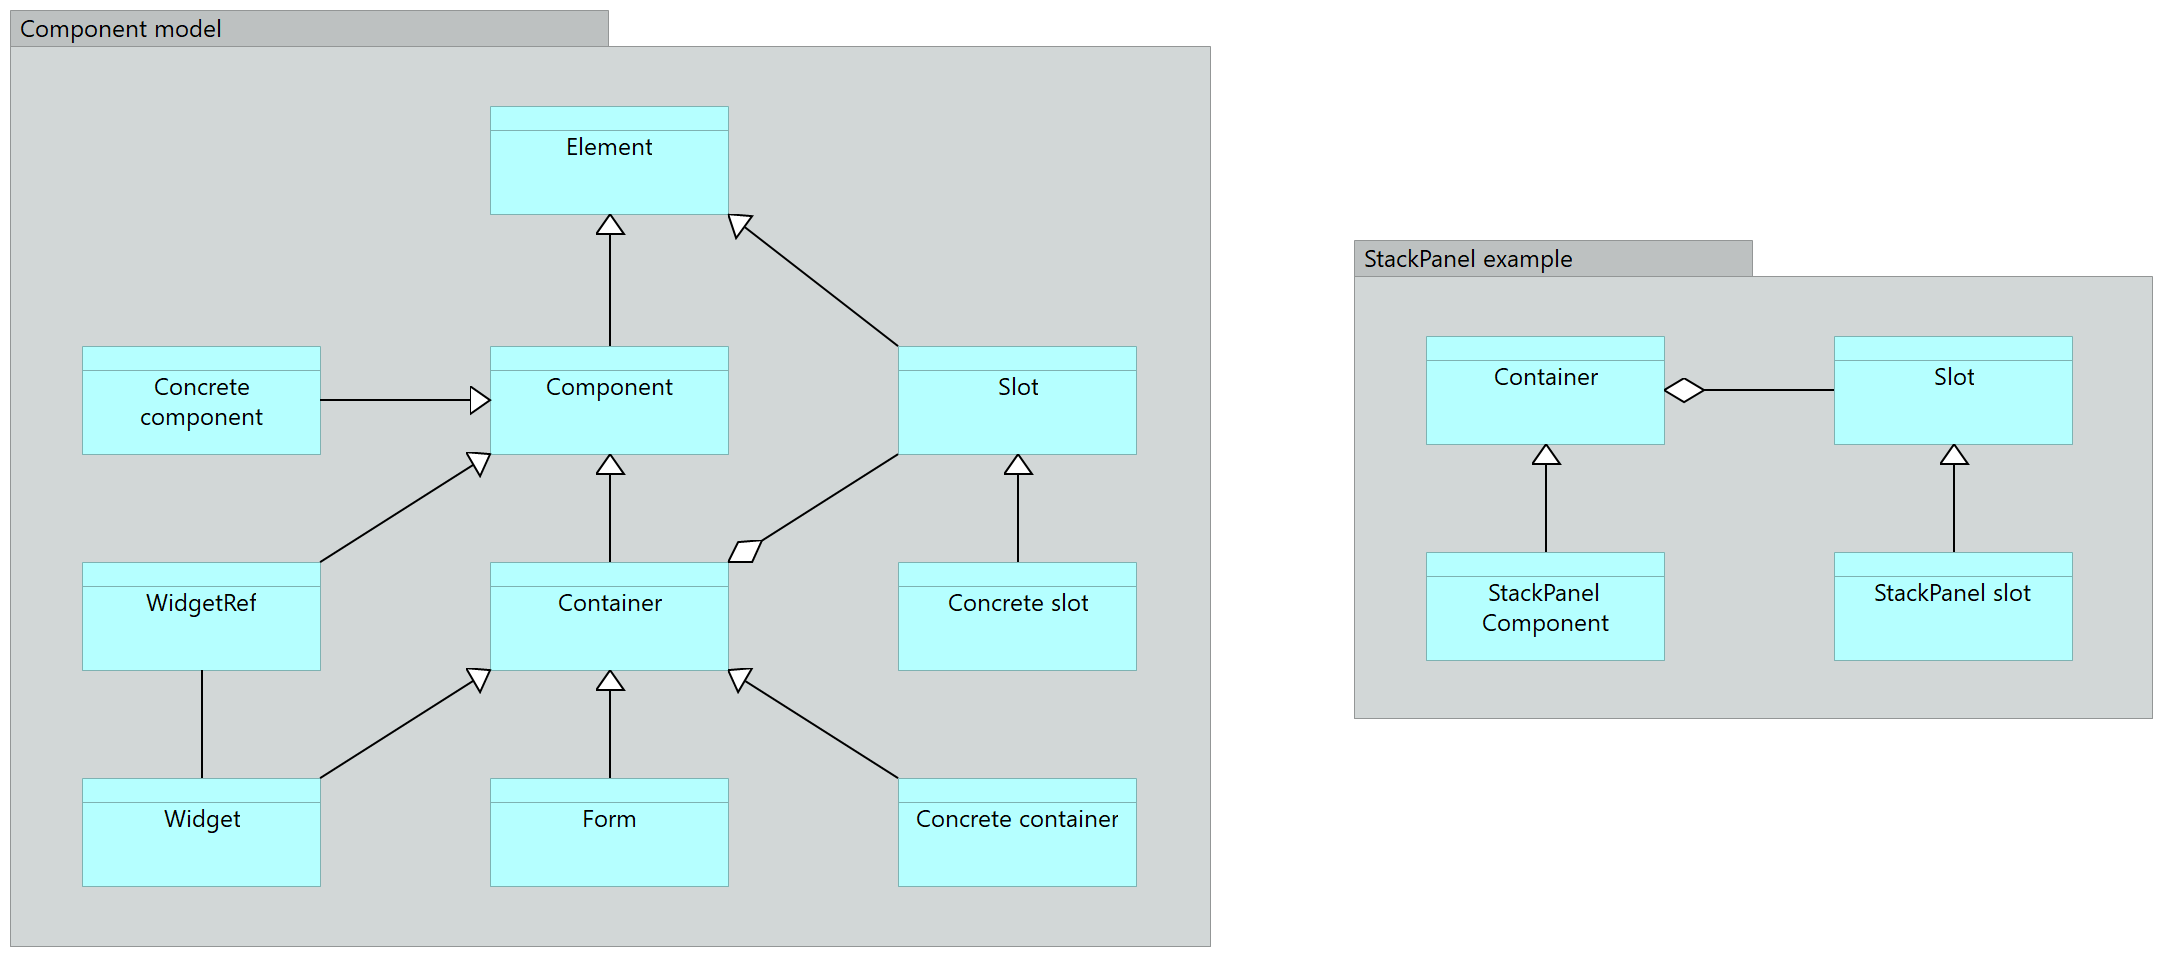 Component model
Element
Concrete
component
Component
Slot
WidgetRef
Container
Concrete slot
Widget
Form
Concrete container
StackPanel example
Container
Slot
StackPanel
Component
StackPanel slot